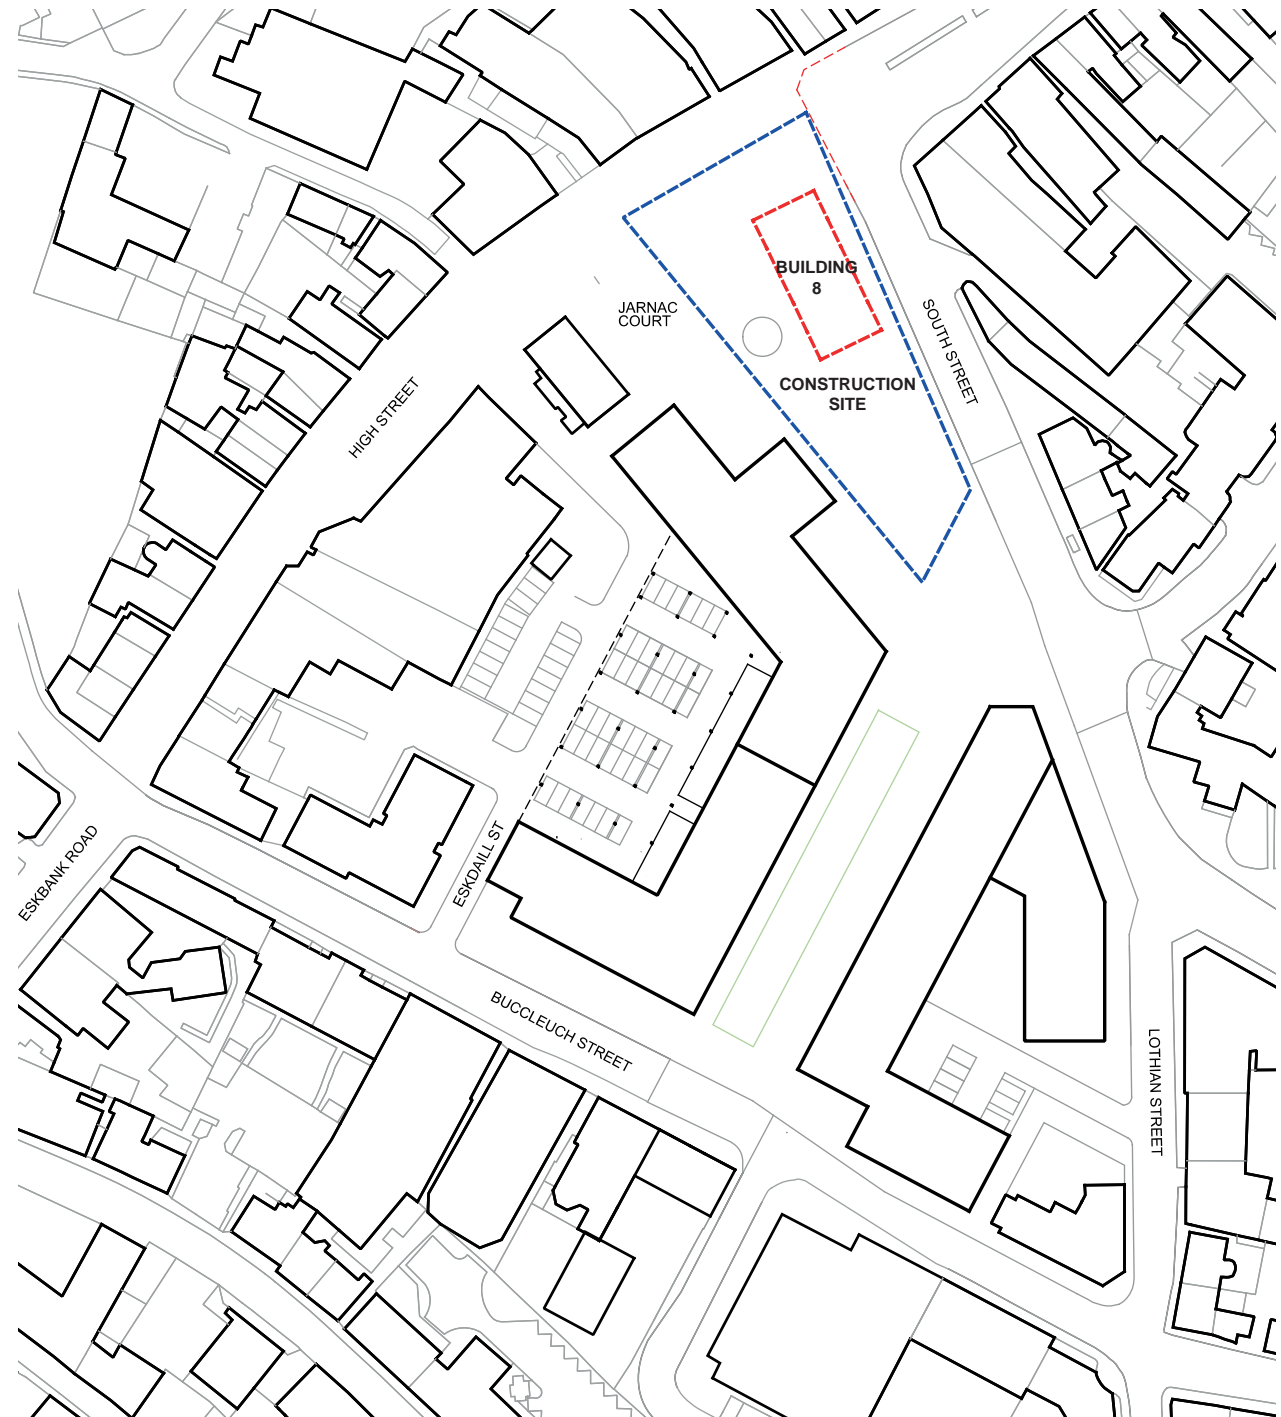 BUILDING
8
JARNAC
COURT
SOUTH STREET
CONSTRUCTION
SITE
HIGH STREET
ESKBANK ROAD
ESKDAILL ST
BUCCLEUCH STREET
LOTHIAN STREET